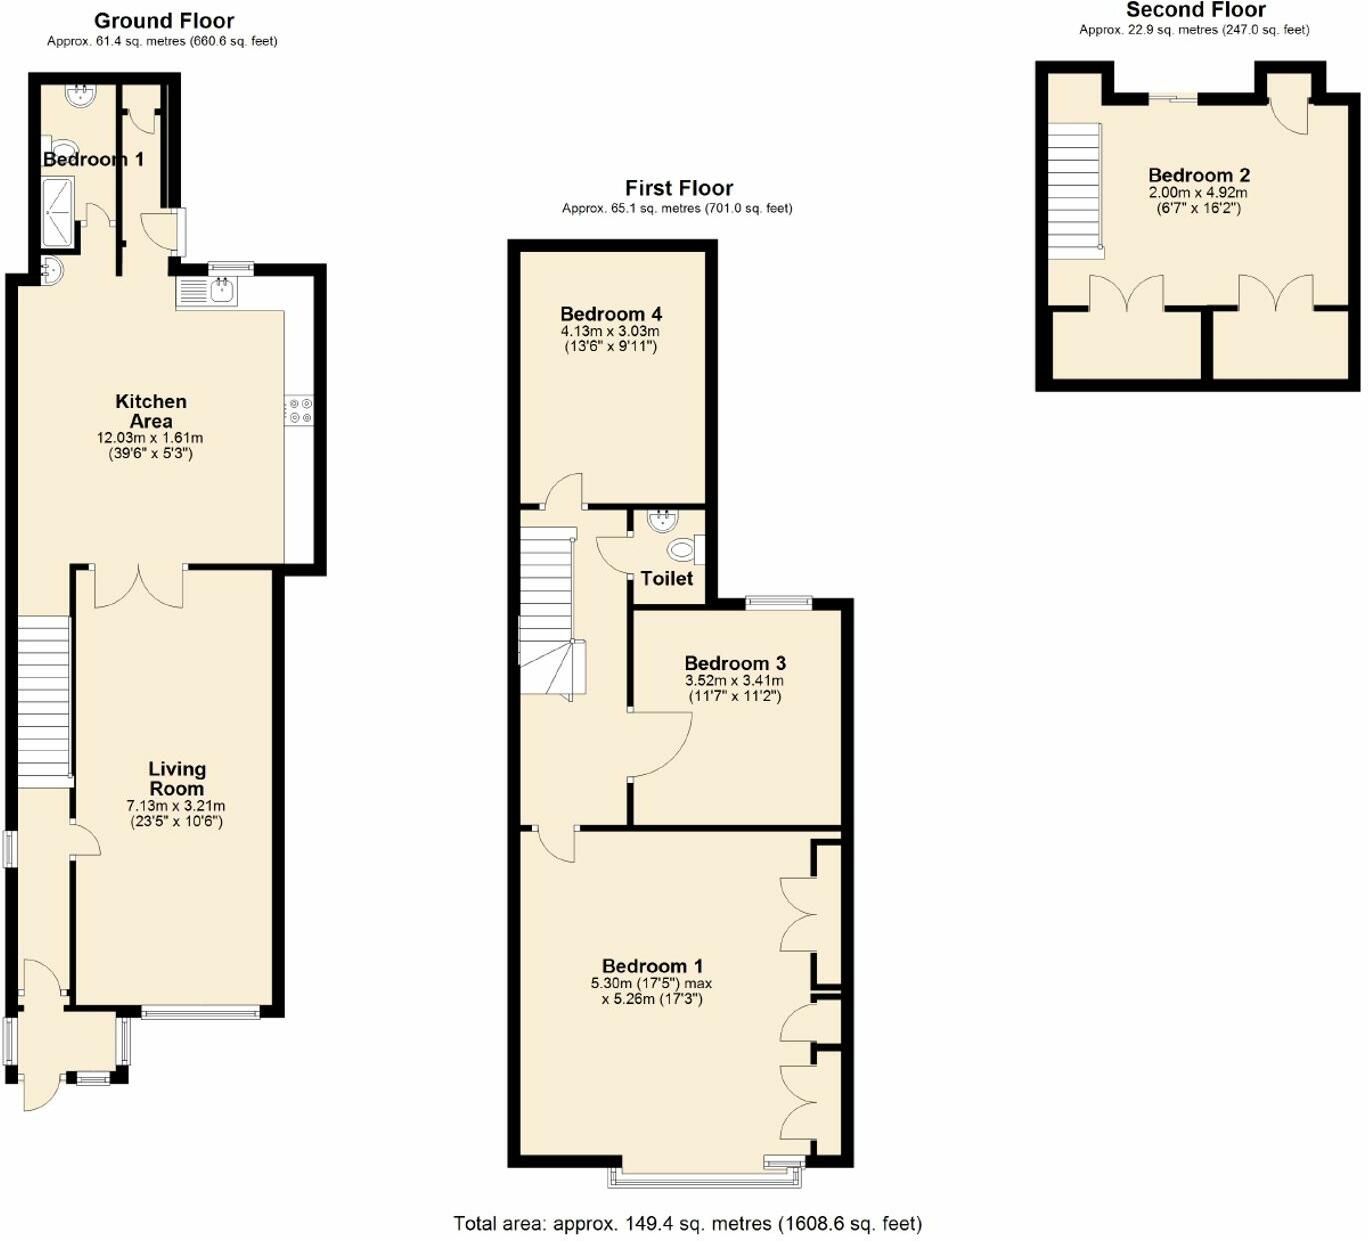 Ground Floor
Approx. 61.4 sq. metres (660.6 sq. feet)
Bedroom 1
Kitchen
Area
12.03m x 1.61m
(39'6" x 5'3")
Living
Room
7.13m x 3.21m
(23'5" x 10'6")
First Floor
Approx. 65.1 sq. metres (701.0 sq. feet)
Bedroom 4
4.13m x 3.03m
(13'6" x 9'11")
Toilet
Bedroom 3
3.52m x 3.41m
(11'7" x 11'2")
Bedroom 1
5.30m (17'5") max
x 5.26m (17'3")
Second Floor
Approx. 22.9 sq. metres (247.0 sq. feet)
Bedroom 2
2.00m x 4.92m
(6'7" x 16'2")
Total area: approx. 149.4 sq. metres (1608.6 sq. feet)